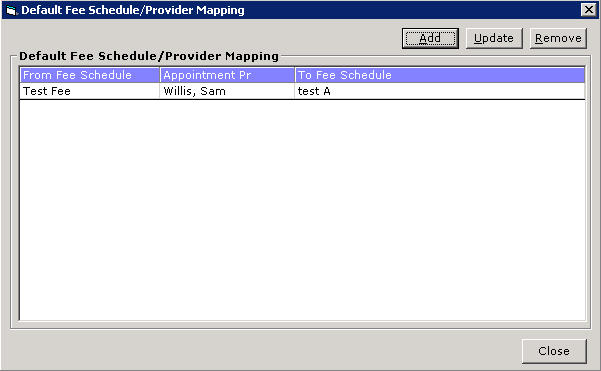 Default Fee Schedule/Provider Mapping
Add Update Remove
Default Fee Schedule/Provider Mapping
From Fee Schedule Appointment Pr To Fee Schedule
Test Fee Willis, Sam test A
Close